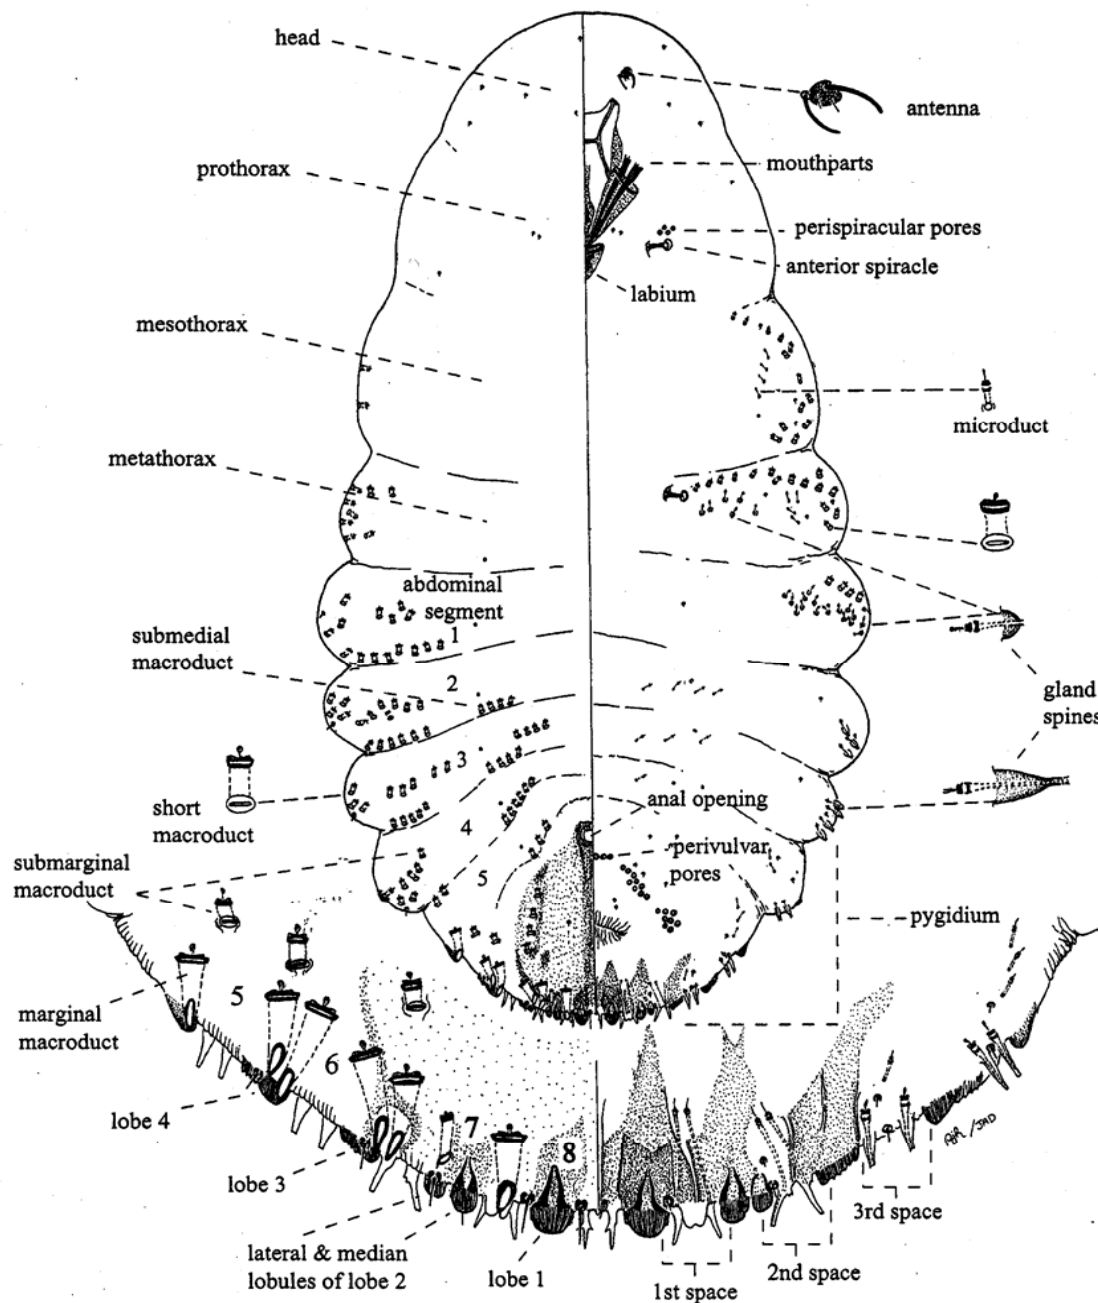 head
antenna
mouthparts
prothorax
perispiracular pores
anterior spiracle
labium
mesothorax
microduct
metathorax
abdominal
segment
1
submedial
macroduct
2
gland
spines
3
short
macroduct
anal opening
4
submarginal
macroduct
perivulvar
pores
5
pygidium
marginal
macroduct
5
6
lobe 4
7
8
lobe 3
3rd space
lateral & median
lobules of lobe 2
lobe 1
1st space
2nd space